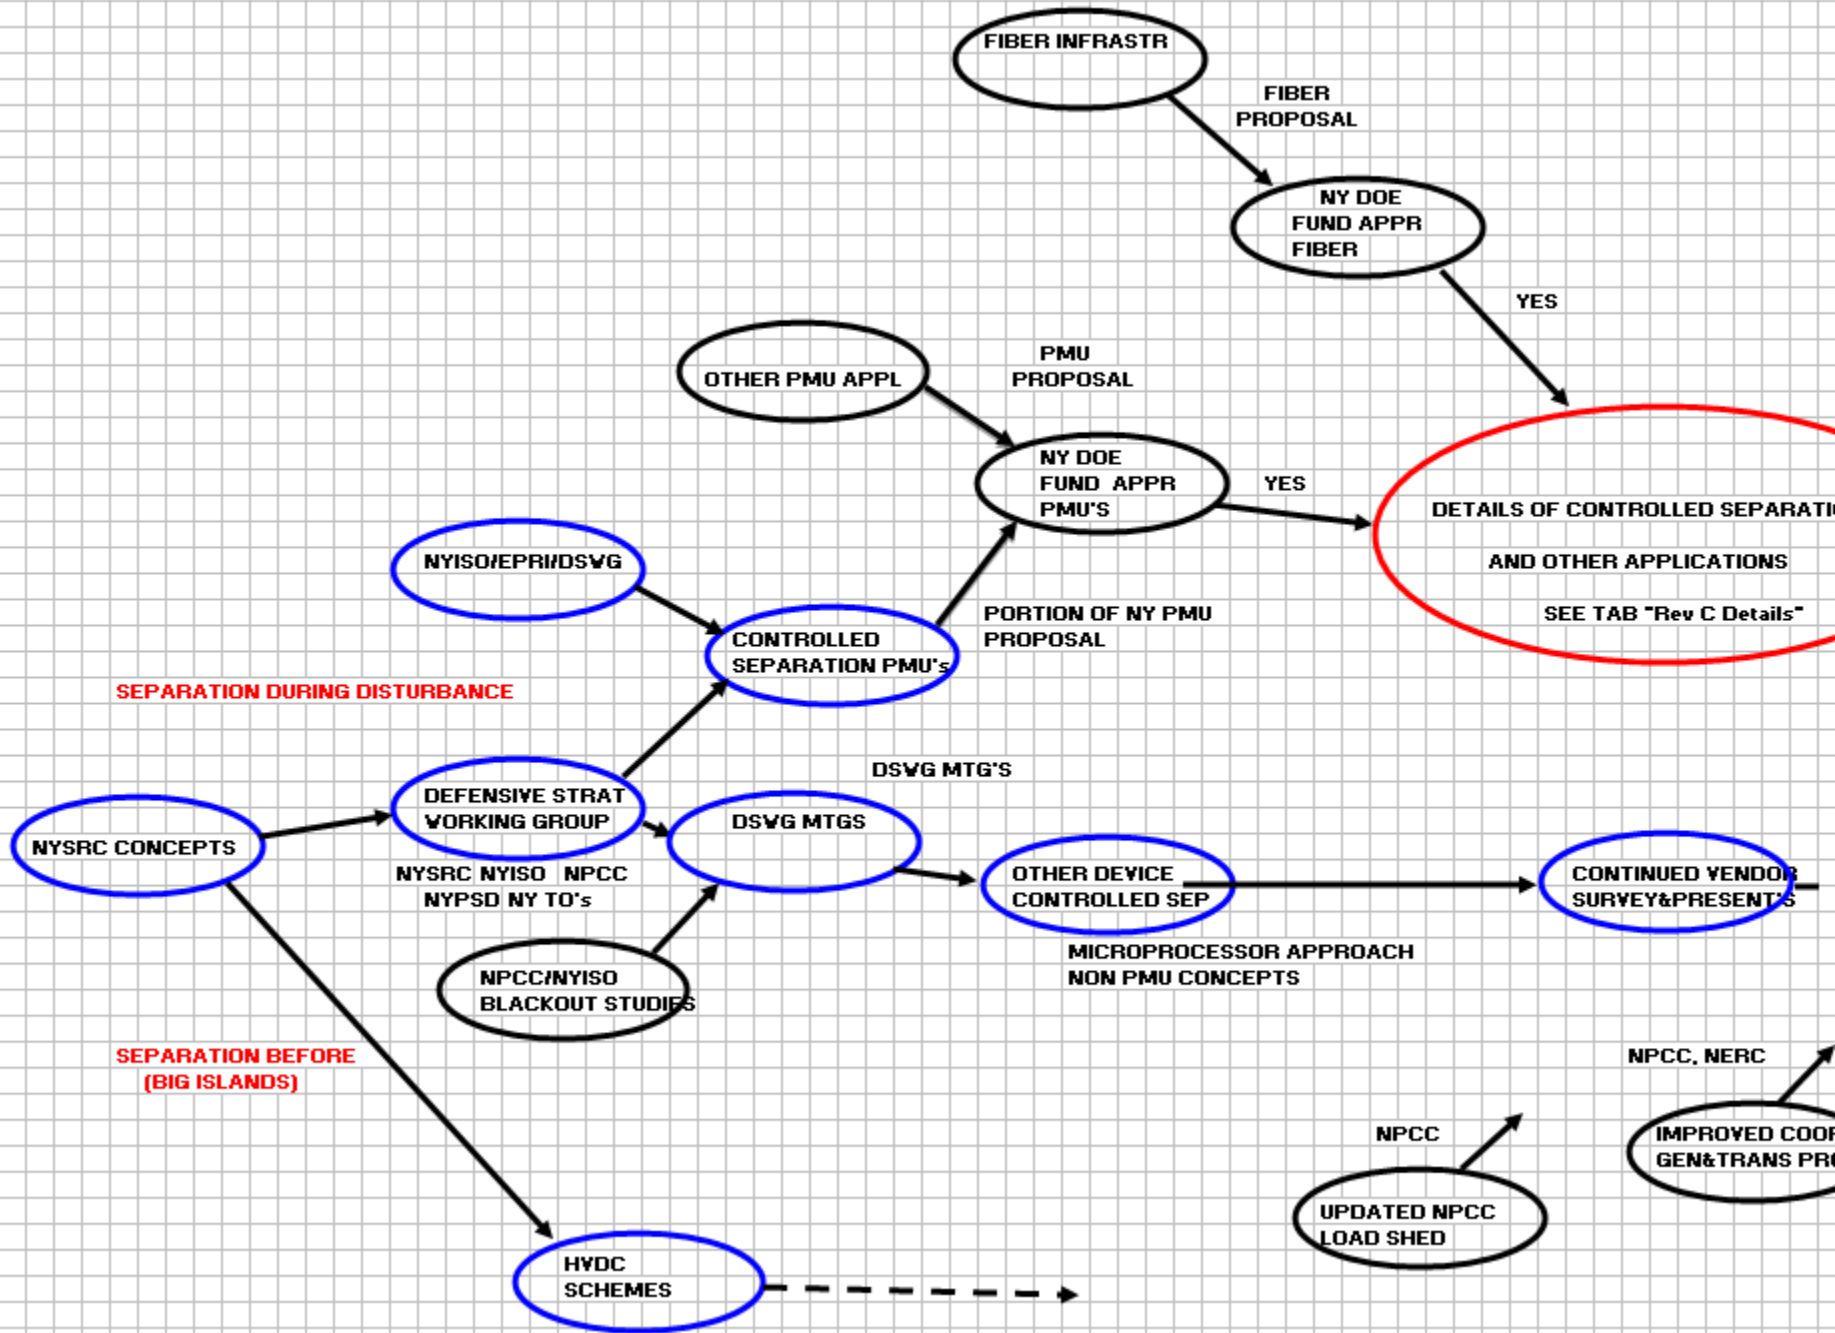 FIBER INFRASTR
FIBER
PROPOSAL
NY DOE
FUND APPR
FIBER
YES
OTHER PMU APPL
PMU
PROPOSAL
NY DOE
FUND APPR
PMU'S
YES
DETAILS OF CONTROLLED SEPARATI
AND OTHER APPLICATIONS
SEE TAB "Rev C Details"
NYISO/EPRI/DSWG
CONTROLLED
SEPARATION PMU's
PORTION OF NY PMU
PROPOSAL
SEPARATION DURING DISTURBANCE
DSWG MTG'S
NYSRC CONCEPTS
DEFENSIVE STRAT
WORKING GROUP
NYSRC NYISO NPCC
NYPSD NY TO's
DSWG MTGS
OTHER DEVICE
CONTROLLED SEP
MICROPROCESSOR APPROACH
NON PMU CONCEPTS
CONTINUED VENDOR
SURVEY&PRESENT'S
NPCC/NYISO
BLACKOUT STUDIES
SEPARATION BEFORE
(BIG ISLANDS)
NPCC, NERC
IMPROVED COOR
GEN&TRANS PRO
NPCC
UPDATED NPCC
LOAD SHED
HVDC
SCHEMES